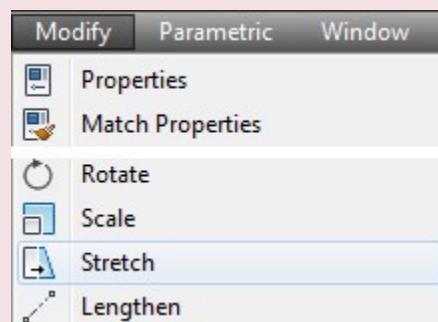 Modify Parametric Window
Properties
Match Properties
Rotate
Scale
Stretch
Lengthen